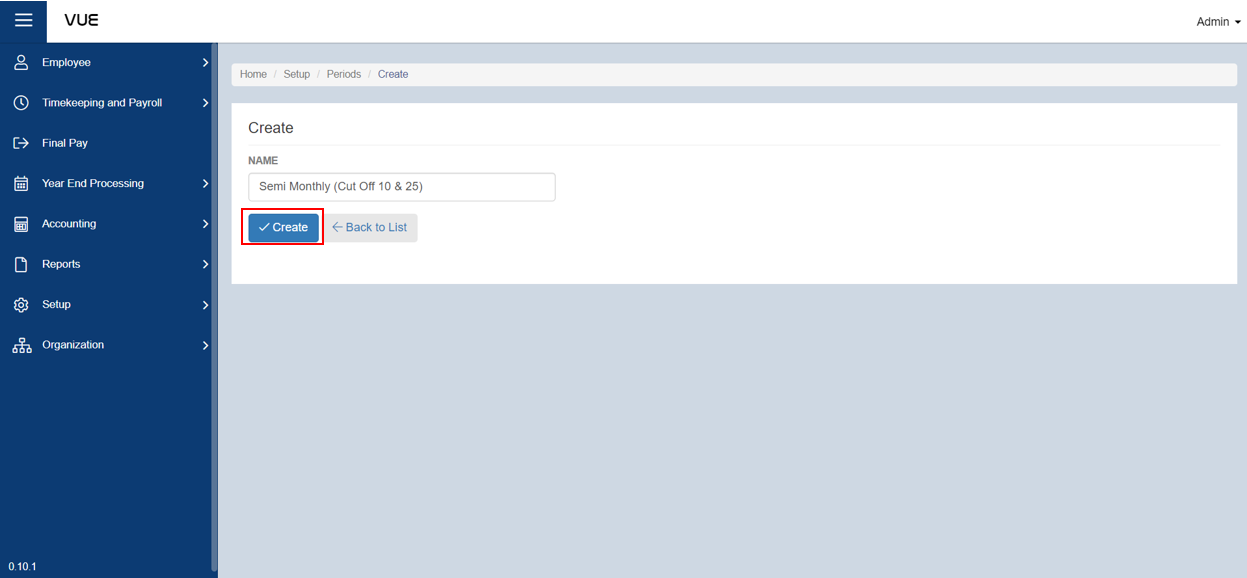 VUE
Admin
Employee
Timekeeping and Payroll
Final Pay
Year End Processing
Accounting
Reports
Setup
Organization
0.10.1
Home / Setup / Periods / Create
Create
NAME
Semi Monthly (Cut Off 10 & 25)
Create
Back to List